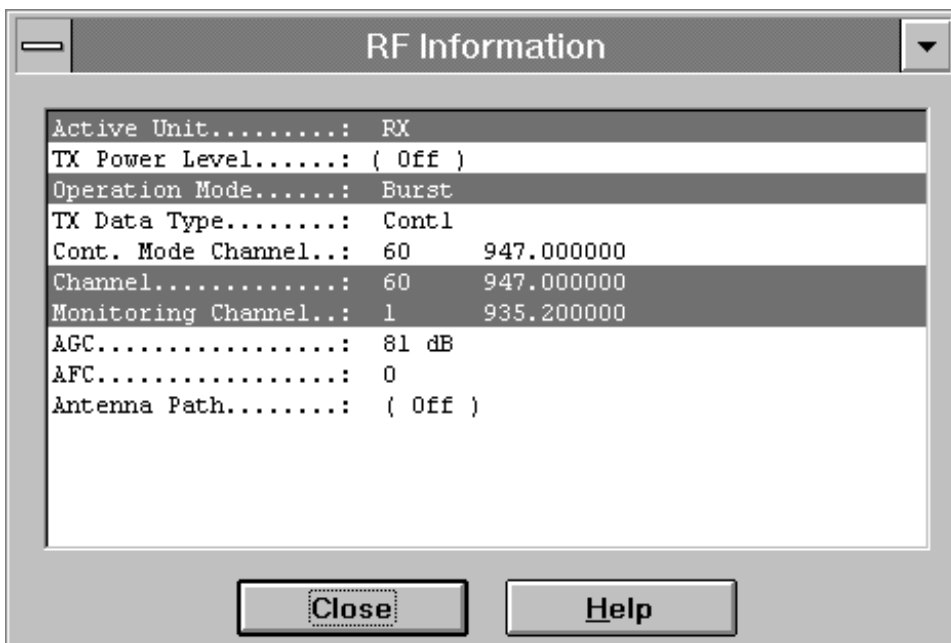 RF Information
Active Unit.........: RX
TX Power Level......: ( Off )
Operation Mode......: Burst
TX Data Type........: Cont1
Cont. Mode Channel..: 60 947.000000
Channel.............: 60 947.000000
Monitoring Channel..: 1 935.200000
AGC.................: 81 dB
AFC.................: 0
Antenna Path........: ( Off )
Close Help